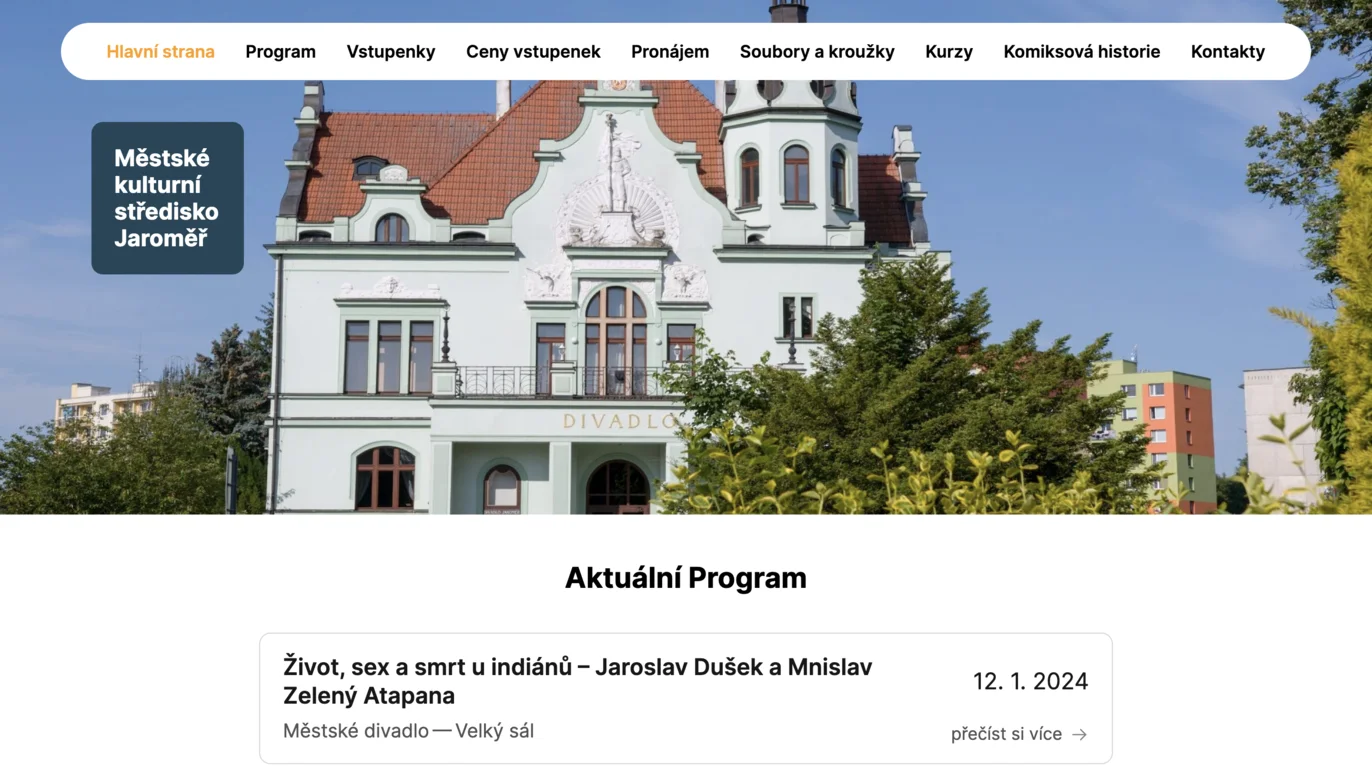 Hlavní strana Program Vstupenky Ceny vstupenek Pronájem Soubory a kroužky Kurzy Komiksová historie Kontakty
Městské
kulturní
středisko
Jaroměř
DIVADLO
Aktuální Program
Život, sex a smrt u indiánů – Jaroslav Dušek a Mnislav
Zelený Atapana
12. 1. 2024
Městské divadlo — Velký sál
přečíst si více →